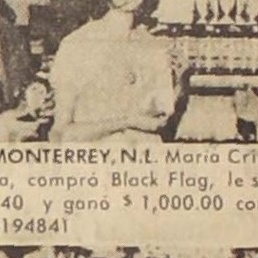 MONTERREY, N.L. María Cri
a, compró Black Flag, le s
40 y ganó $ 1,000.00 co
194841